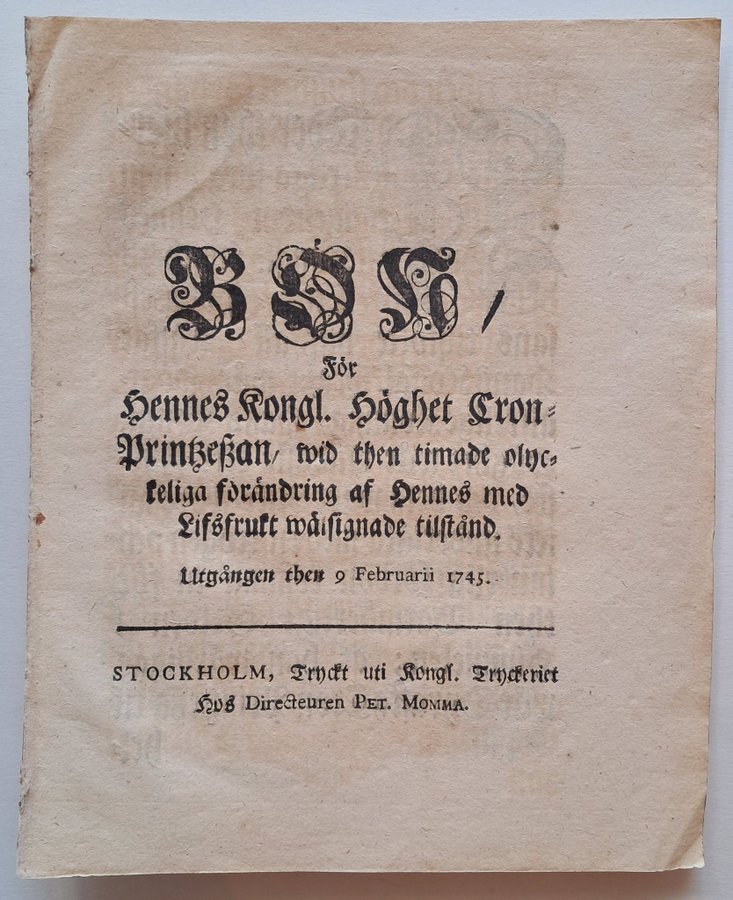 BÖN,
För
Hennes Kongl. Höghet Cron-
Printzeßan, wid then timade olyc-
keliga förändring af Hennes med
Lifsfrukt wälsignade tilstånd.
Utgången then 9 Februarii 1745.
STOCKHOLM, Tryckt uti Kongl. Tryckeriet
Hos Directeuren PET. MOMMA.